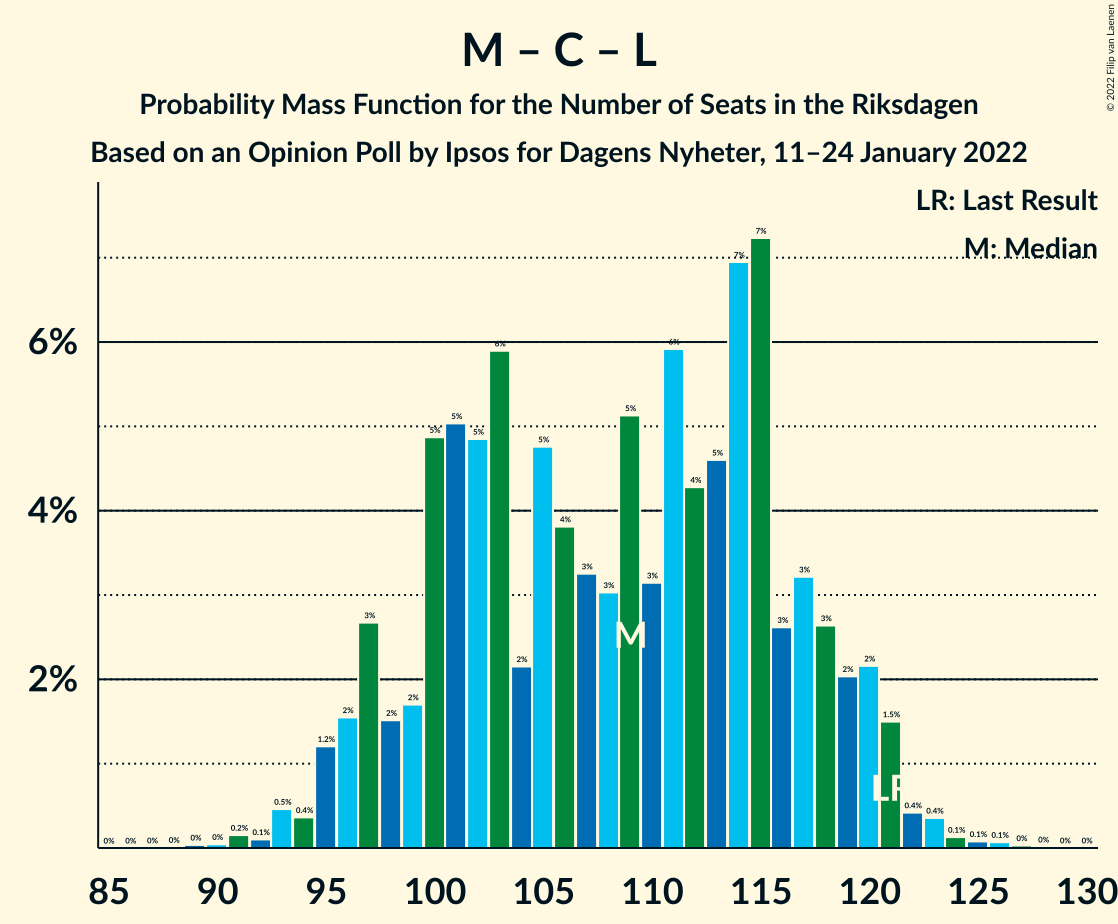 M – C – L
Probability Mass Function for the Number of Seats in the Riksdagen
Based on an Opinion Poll by Ipsos for Dagens Nyheter, 11–24 January 2022
© 2022 Filip van Laenen
LR: Last Result
M: Median
6%
4%
2%
0% 0% 0% 0% 0% 0% 0.2% 0.1% 0.5% 0.4% 1.2% 2% 3% 2% 2% 5% 5% 5% 6% 2% 5% 4% 3% 3% 5% 3% 6% 4% 5% 7% 7% 3% 3% 3% 2% 2% 1.5% 0.4% 0.4% 0.1% 0.1% 0.1% 0% 0% 0% 0%
M
LR
85 90 95 100 105 110 115 120 125 130